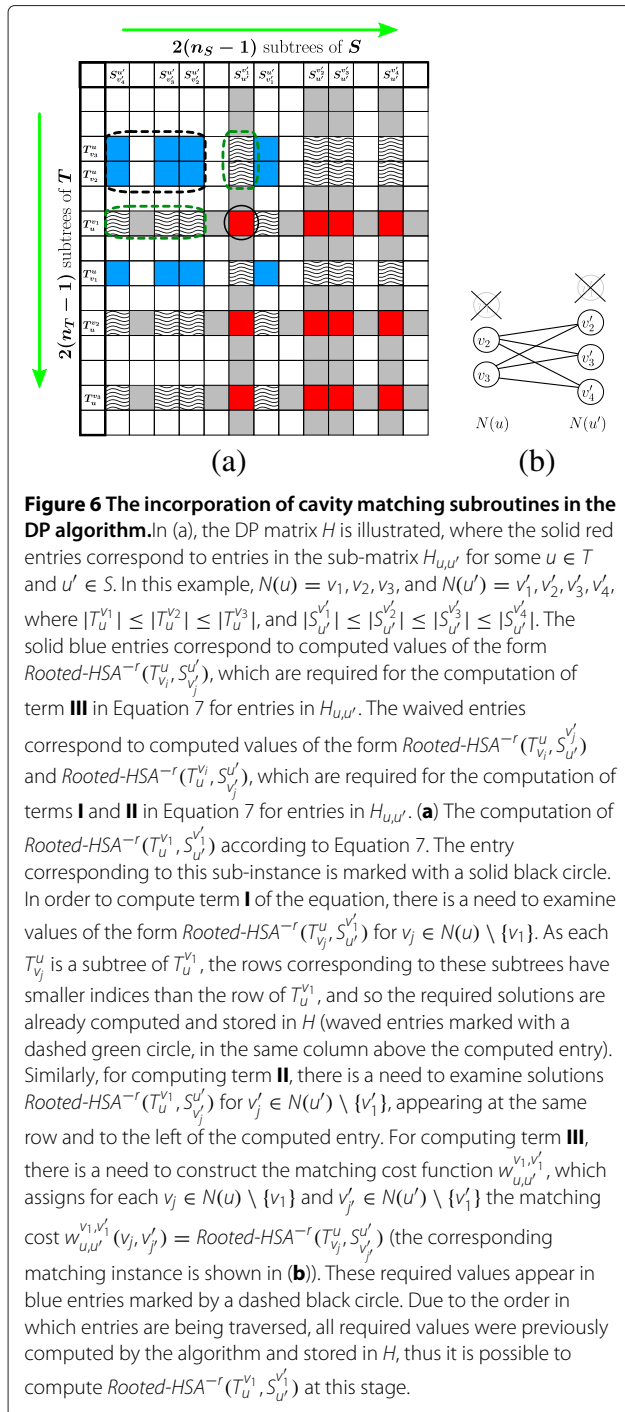 2(n_S − 1) subtrees of S
S^{u'}_{v'_4} S^{u'}_{v'_3} S^{u'}_{v'_2} S^{v'_1}_{u'} S^{u'}_{v'_1} S^{v'_2}_{u'} S^{v'_3}_{u'} S^{v'_4}_{u'}
2(n_T − 1) subtrees of T
T^u_{v_3}
T^u_{v_2}
T^{v_1}_u
T^u_{v_1}
T^{v_2}_u
T^{v_3}_u
v_2
v_3
v'_2
v'_3
v'_4
N(u) N(u')
(a) (b)
Figure 6 The incorporation of cavity matching subroutines in the
DP algorithm.In (a), the DP matrix H is illustrated, where the solid red
entries correspond to entries in the sub-matrix H_{u,u'} for some u ∈ T
and u' ∈ S. In this example, N(u) = v_1, v_2, v_3, and N(u') = v'_1, v'_2, v'_3, v'_4,
where |T^{v_1}_u| ≤ |T^{v_2}_u| ≤ |T^{v_3}_u|, and |S^{v'_1}_{u'}| ≤ |S^{v'_2}_{u'}| ≤ |S^{v'_3}_{u'}| ≤ |S^{v'_4}_{u'}|. The
solid blue entries correspond to computed values of the form
Rooted-HSA^{−r}(T^u_{v_i}, S^{u'}_{v'_j}), which are required for the computation of
term III in Equation 7 for entries in H_{u,u'}. The waived entries
correspond to computed values of the form Rooted-HSA^{−r}(T^u_{v_i}, S^{v'_j}_{u'})
and Rooted-HSA^{−r}(T^{v_i}_u, S^{u'}_{v'_j}), which are required for the computation of
terms I and II in Equation 7 for entries in H_{u,u'}. (a) The computation of
Rooted-HSA^{−r}(T^{v_1}_u, S^{v'_1}_{u'}) according to Equation 7. The entry
corresponding to this sub-instance is marked with a solid black circle.
In order to compute term I of the equation, there is a need to examine
values of the form Rooted-HSA^{−r}(T^u_{v_j}, S^{v'_1}_{u'}) for v_j ∈ N(u) \ {v_1}. As each
T^u_{v_j} is a subtree of T^{v_1}_u, the rows corresponding to these subtrees have
smaller indices than the row of T^{v_1}_u, and so the required solutions are
already computed and stored in H (waved entries marked with a
dashed green circle, in the same column above the computed entry).
Similarly, for computing term II, there is a need to examine solutions
Rooted-HSA^{−r}(T^{v_1}_u, S^{u'}_{v'_j}) for v'_j ∈ N(u') \ {v'_1}, appearing at the same
row and to the left of the computed entry. For computing term III,
there is a need to construct the matching cost function w^{v_1,v'_1}_{u,u'}, which
assigns for each v_j ∈ N(u) \ {v_1} and v'_{j'} ∈ N(u') \ {v'_1} the matching
cost w^{v_1,v'_1}_{u,u'}(v_j, v'_{j'}) = Rooted-HSA^{−r}(T^u_{v_j}, S^{u'}_{v'_{j'}}) (the corresponding
matching instance is shown in (b)). These required values appear in
blue entries marked by a dashed black circle. Due to the order in
which entries are being traversed, all required values were previously
computed by the algorithm and stored in H, thus it is possible to
compute Rooted-HSA^{−r}(T^{v_1}_u, S^{v'_1}_{u'}) at this stage.